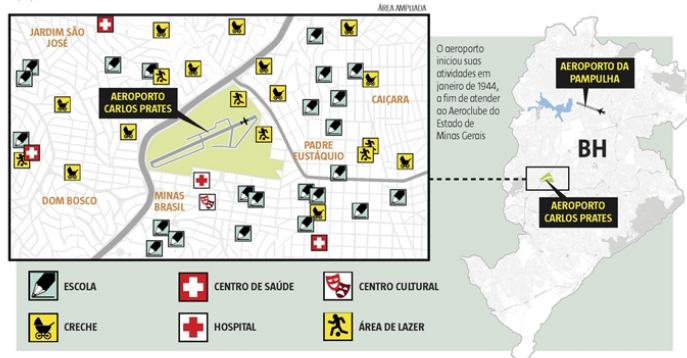 ÁREA AMPLIADA
JARDIM SÃO
JOSÉ
AEROPORTO
CARLOS PRATES
CAIÇARA
PADRE
EUSTÁQUIO
DOM BOSCO
MINAS
BRASIL
O aeroporto
iniciou suas
atividades em
janeiro de 1944,
a fim de atender
ao Aeroclube do
Estado de
Minas Gerais
AEROPORTO DA
PAMPULHA
BH
AEROPORTO
CARLOS PRATES
ESCOLA
CENTRO DE SAÚDE
CENTRO CULTURAL
CRECHE
HOSPITAL
ÁREA DE LAZER